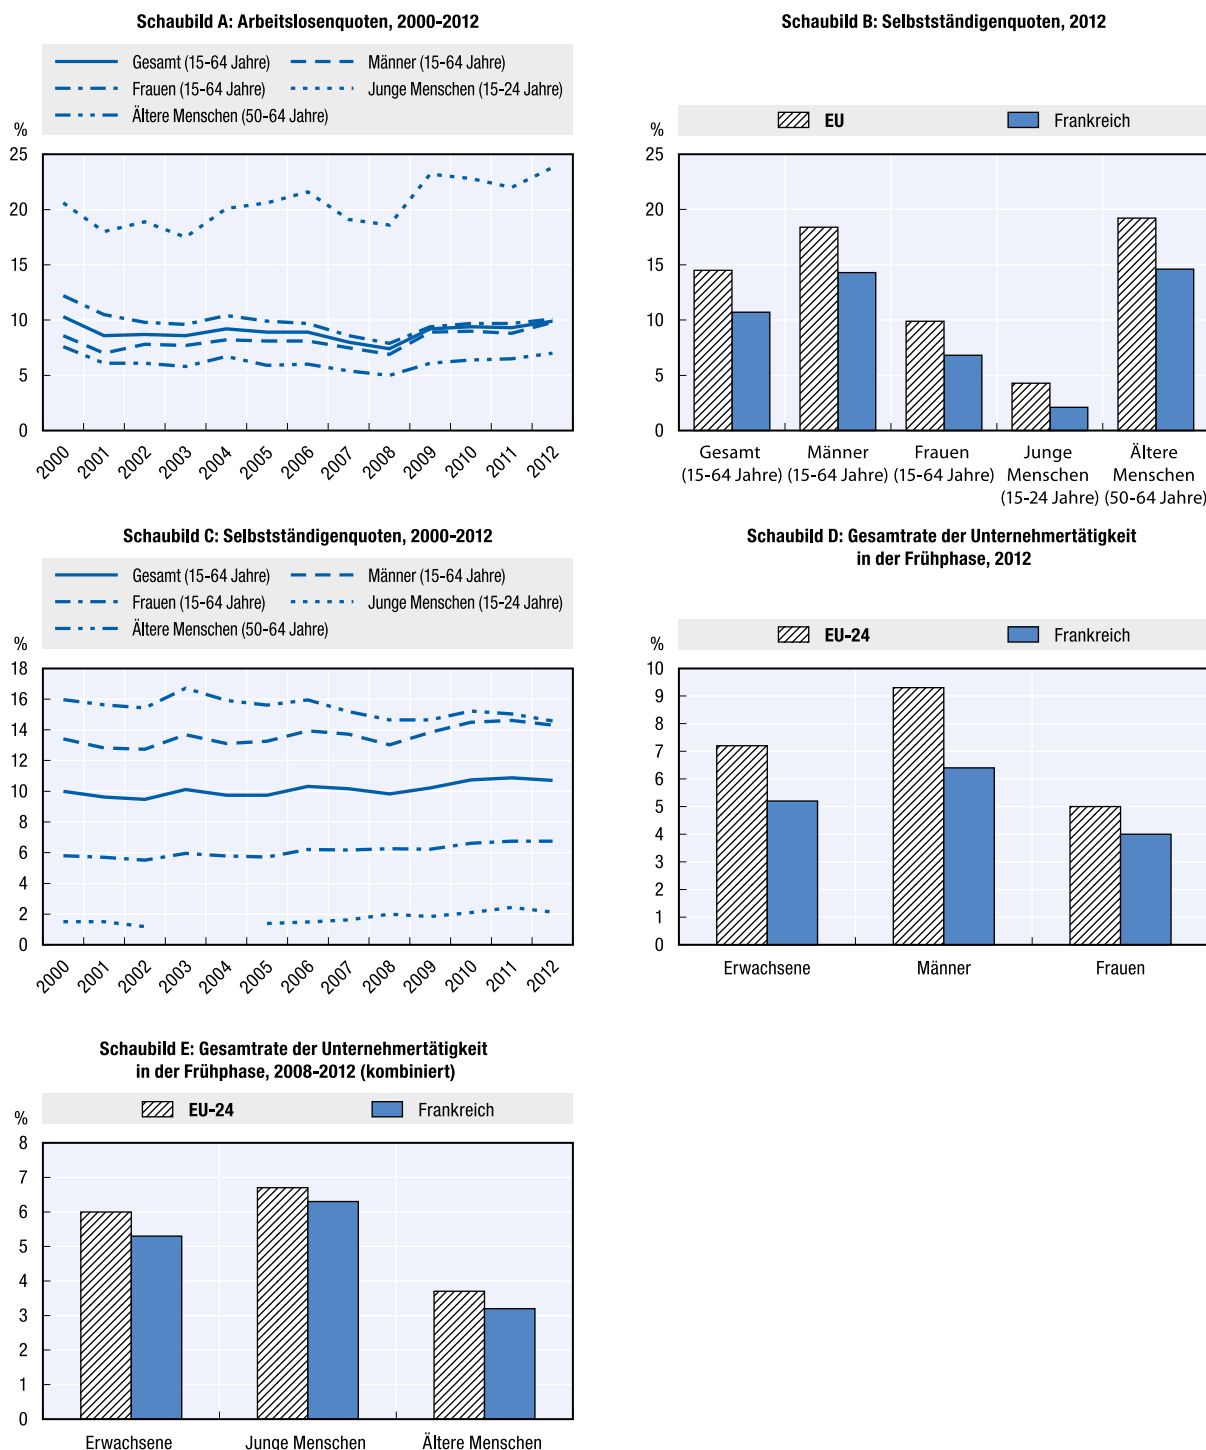 Schaubild A: Arbeitslosenquoten, 2000-2012
Gesamt (15-64 Jahre)
Männer (15-64 Jahre)
Frauen (15-64 Jahre)
Junge Menschen (15-24 Jahre)
Ältere Menschen (50-64 Jahre)
%
25
20
15
10
5
0
2000
2001
2002
2003
2004
2005
2006
2007
2008
2009
2010
2011
2012
Schaubild B: Selbstständigenquoten, 2012
EU
Frankreich
%
25
20
15
10
5
0
Gesamt
(15-64 Jahre)
Männer
(15-64 Jahre)
Frauen
(15-64 Jahre)
Junge
Menschen
(15-24 Jahre)
Ältere
Menschen
(50-64 Jahre)
Schaubild C: Selbstständigenquoten, 2000-2012
Gesamt (15-64 Jahre)
Männer (15-64 Jahre)
Frauen (15-64 Jahre)
Junge Menschen (15-24 Jahre)
Ältere Menschen (50-64 Jahre)
%
18
16
14
12
10
8
6
4
2
0
2000
2001
2002
2003
2004
2005
2006
2007
2008
2009
2010
2011
2012
Schaubild D: Gesamtrate der Unternehmertätigkeit
in der Frühphase, 2012
EU-24
Frankreich
%
10
9
8
7
6
5
4
3
2
1
0
Erwachsene
Männer
Frauen
Schaubild E: Gesamtrate der Unternehmertätigkeit
in der Frühphase, 2008-2012 (kombiniert)
EU-24
Frankreich
%
8
7
6
5
4
3
2
1
0
Erwachsene
Junge Menschen
Ältere Menschen